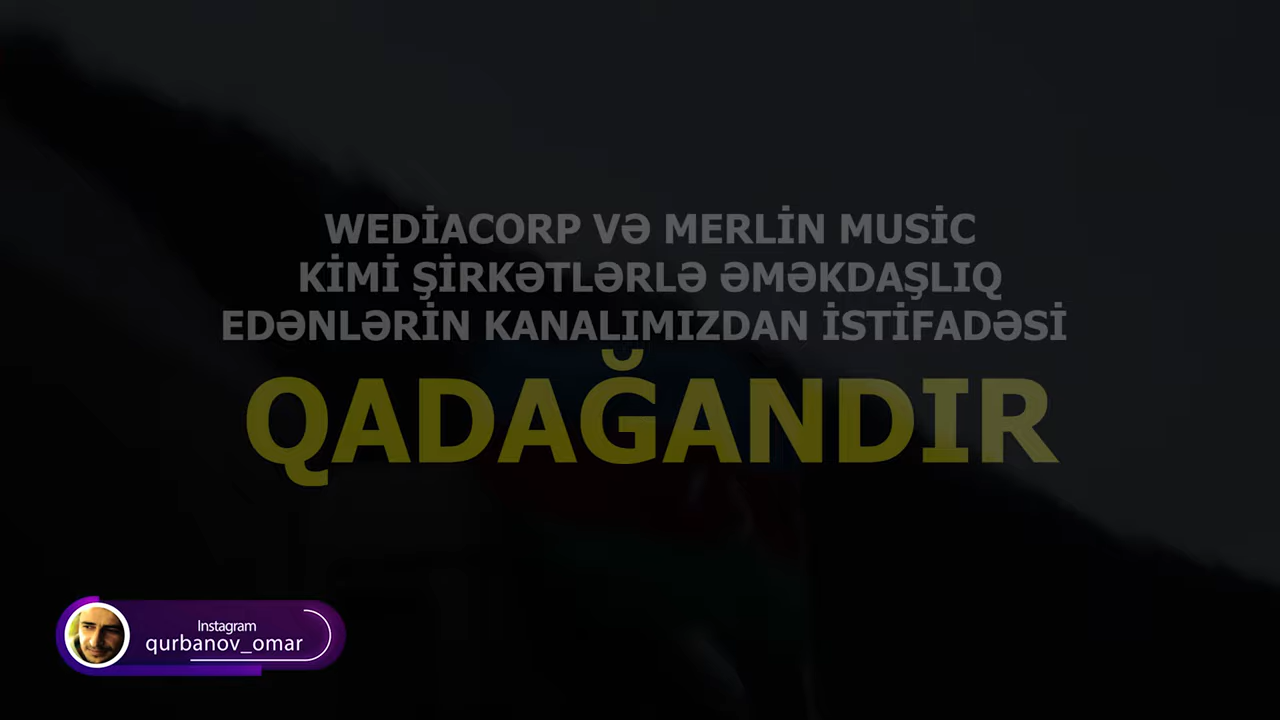 WEDİACORP VƏ MERLİN MUSİC
KİMİ ŞİRKƏTLƏRLƏ ƏMƏKDAŞLIQ
EDƏNLƏRİN KANALIMIZDAN İSTİFADƏSİ
QADAĞANDIR
Instagram
qurbanov_omar